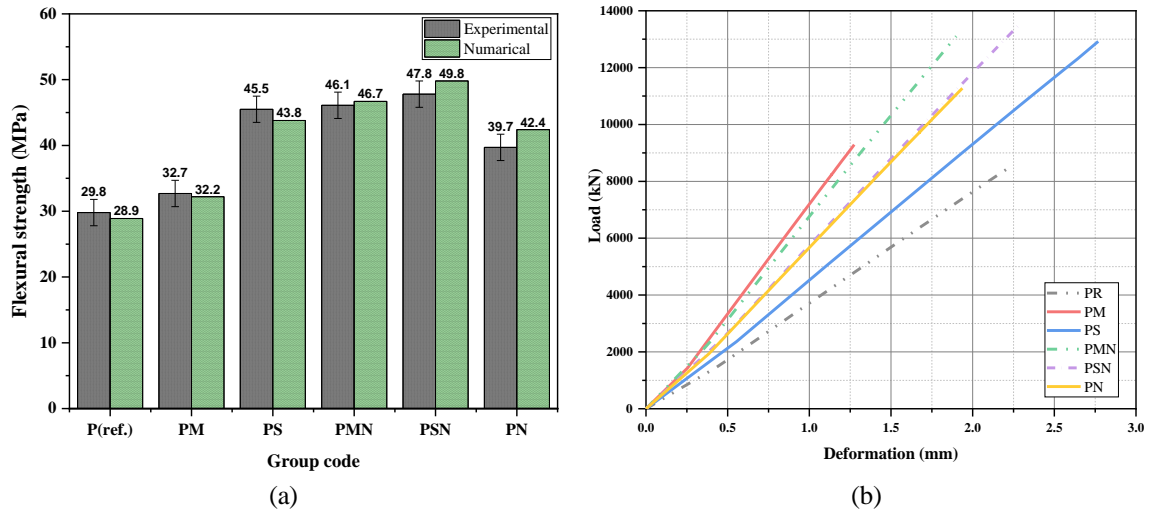 60
50
40
30
20
10
0
Flexural strength (MPa)
Experimental
Numarical
29.8
28.9
32.7
32.2
45.5
43.8
46.1
46.7
47.8
49.8
39.7
42.4
P(ref.)
PM
PS
PMN
PSN
PN
Group code
(a)
14000
12000
10000
8000
6000
4000
2000
0
Load (kN)
PR
PM
PS
PMN
PSN
PN
0.0
0.5
1.0
1.5
2.0
2.5
3.0
Deformation (mm)
(b)